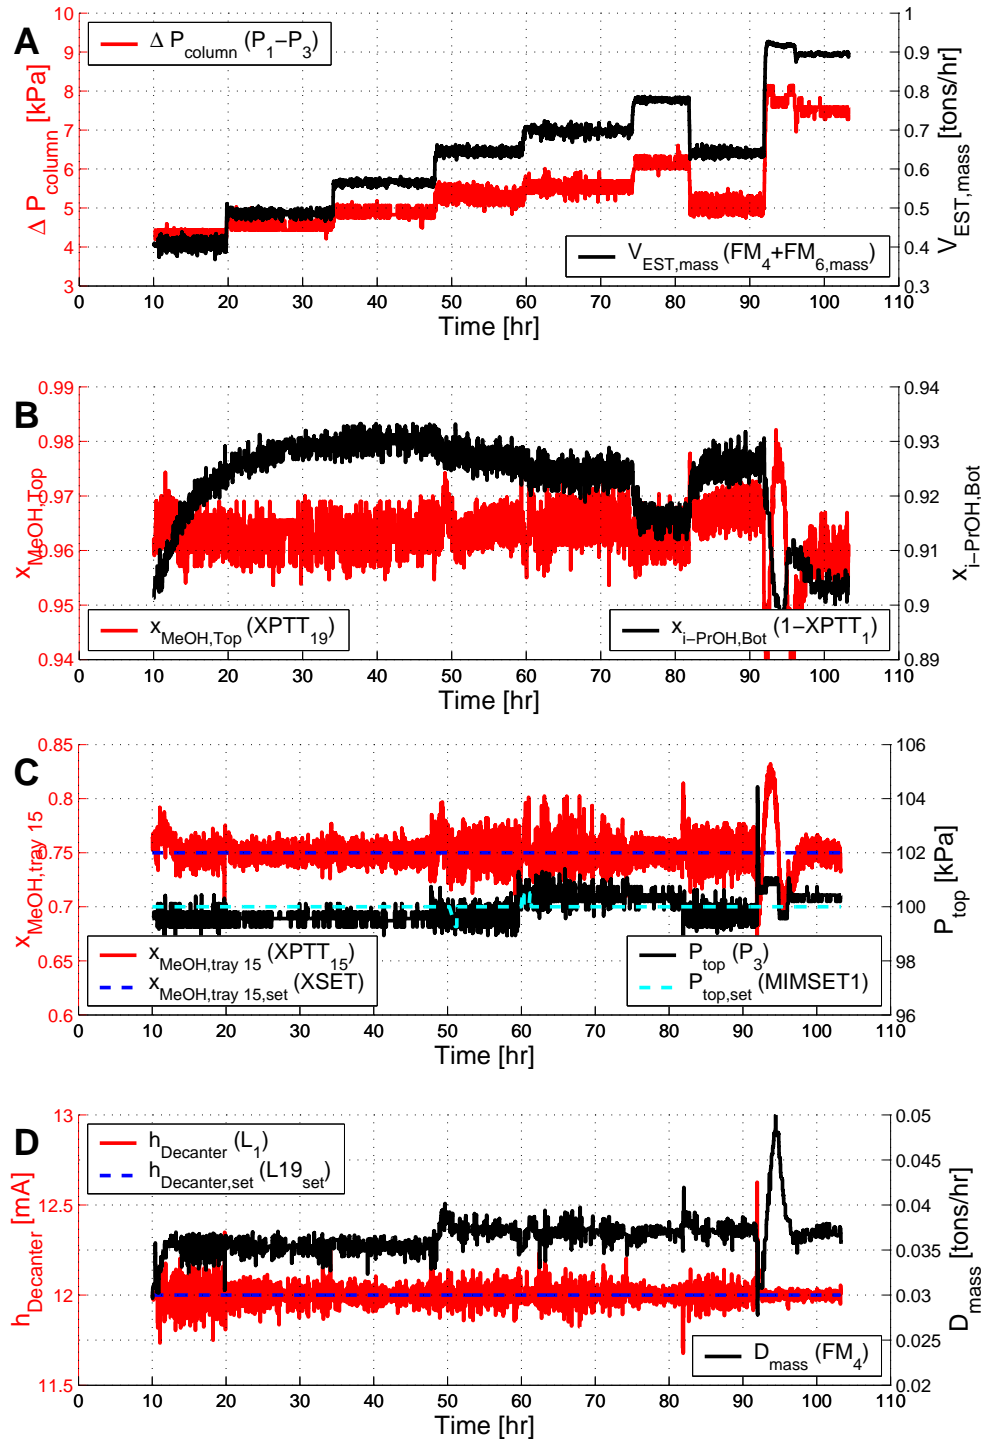 A
ΔP_column (P_1−P_3)
V_EST,mass (FM_4+FM_6,mass)
ΔP_column [kPa]
V_EST,mass [tons/hr]
10 9 8 7 6 5 4 3
1 0.9 0.8 0.7 0.6 0.5 0.4 0.3
0 10 20 30 40 50 60 70 80 90 100 110
Time [hr]
B
x_MeOH,Top
x_i−PrOH,Bot
0.99 0.98 0.97 0.96 0.95 0.94
0.94 0.93 0.92 0.91 0.9 0.89
x_MeOH,Top (XPTT_19)
x_i−PrOH,Bot (1−XPTT_1)
0 10 20 30 40 50 60 70 80 90 100 110
Time [hr]
C
x_MeOH,tray 15
P_top [kPa]
0.85 0.8 0.75 0.7 0.65 0.6
106 104 102 100 98 96
x_MeOH,tray 15 (XPTT_15)
x_MeOH,tray 15,set (XSET)
P_top (P_3)
P_top,set (MIMSET1)
0 10 20 30 40 50 60 70 80 90 100 110
Time [hr]
D
h_Decanter (L_1)
h_Decanter,set (L19_set)
h_Decanter [mA]
D_mass [tons/hr]
13 12.5 12 11.5
0.05 0.045 0.04 0.035 0.03 0.025 0.02
D_mass (FM_4)
0 10 20 30 40 50 60 70 80 90 100 110
Time [hr]